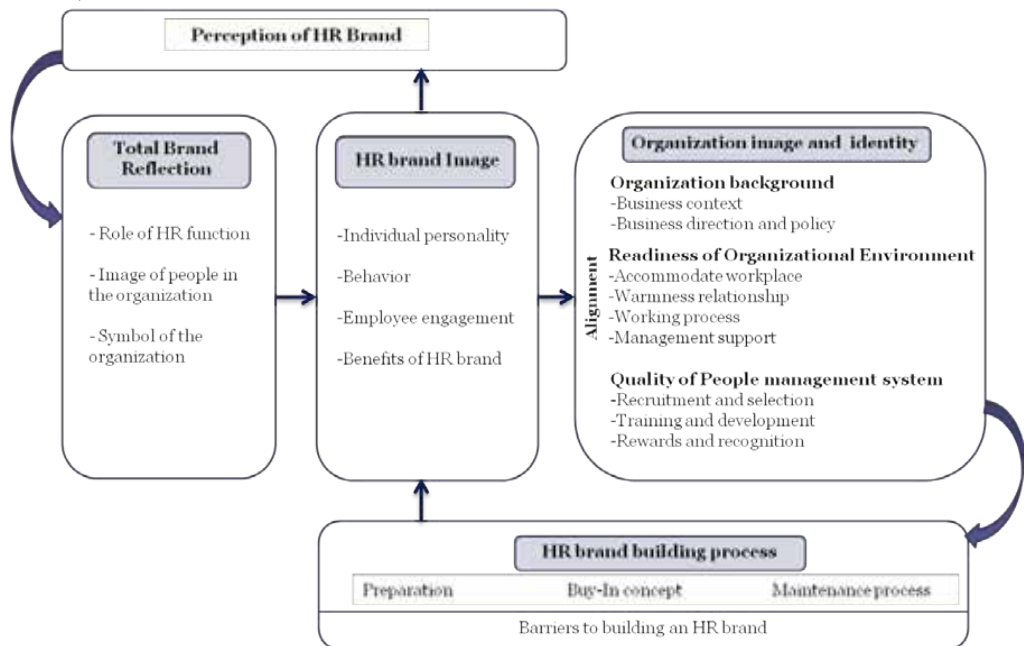 Perception of HR Brand
Total Brand
Reflection
- Role of HR function
- Image of people in
the organization
- Symbol of the
organization
HR brand Image
-Individual personality
-Behavior
-Employee engagement
-Benefits of HR brand
Organization image and identity
Alignment
Organization background
-Business context
-Business direction and policy
Readiness of Organizational Environment
-Accommodate workplace
-Warmness relationship
-Working process
-Management support
Quality of People management system
-Recruitment and selection
-Training and development
-Rewards and recognition
HR brand building process
Preparation Buy-In concept Maintenance process
Barriers to building an HR brand